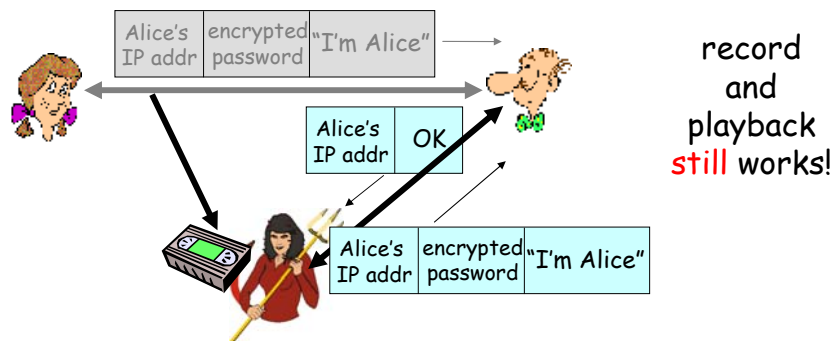 Alice's
IP addr
encrypted
password
"I'm Alice"
record
and
playback
still works!
Alice's
IP addr
OK
Alice's
IP addr
encrypted
password
"I'm Alice"